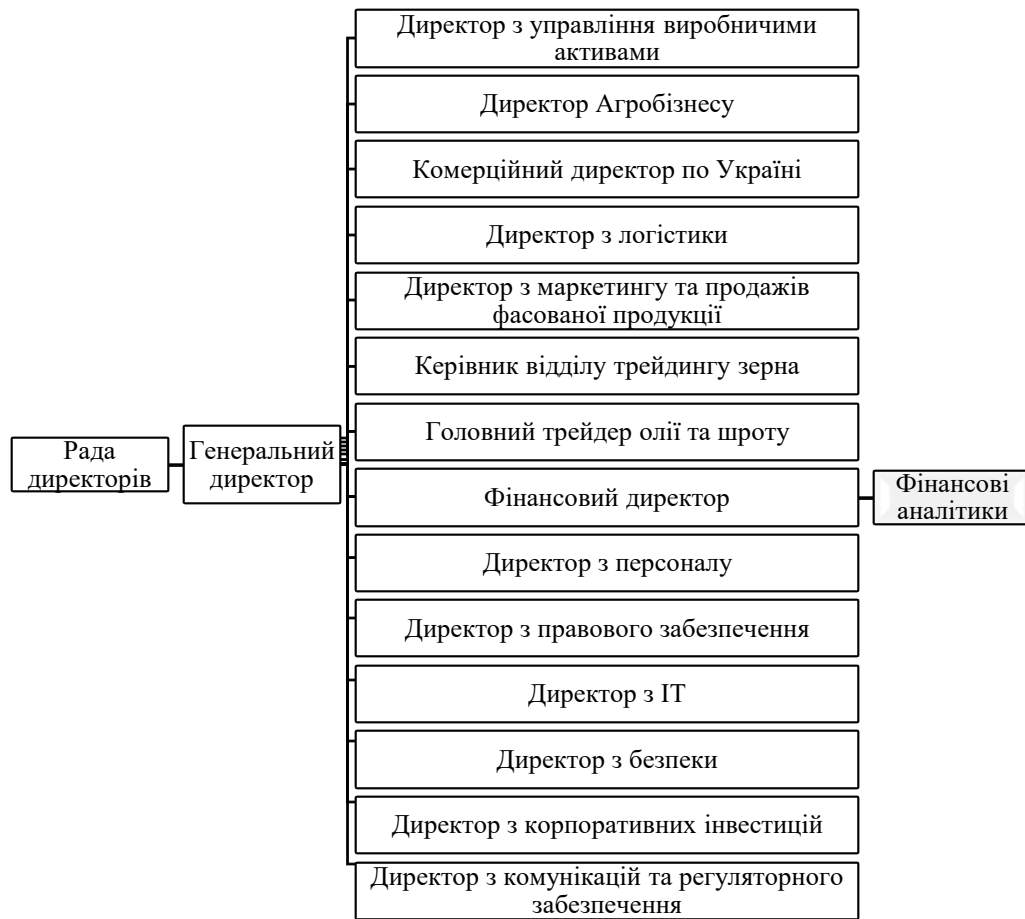 Директор з управління виробничими
активами
Директор Агробізнесу
Комерційний директор по Україні
Директор з логістики
Директор з маркетингу та продажів
фасованої продукції
Керівник відділу трейдингу зерна
Головний трейдер олії та шроту
Рада
директорів
Генеральний
директор
Фінансовий директор
Фінансові
аналітики
Директор з персоналу
Директор з правового забезпечення
Директор з ІТ
Директор з безпеки
Директор з корпоративних інвестицій
Директор з комунікацій та регуляторного
забезпечення